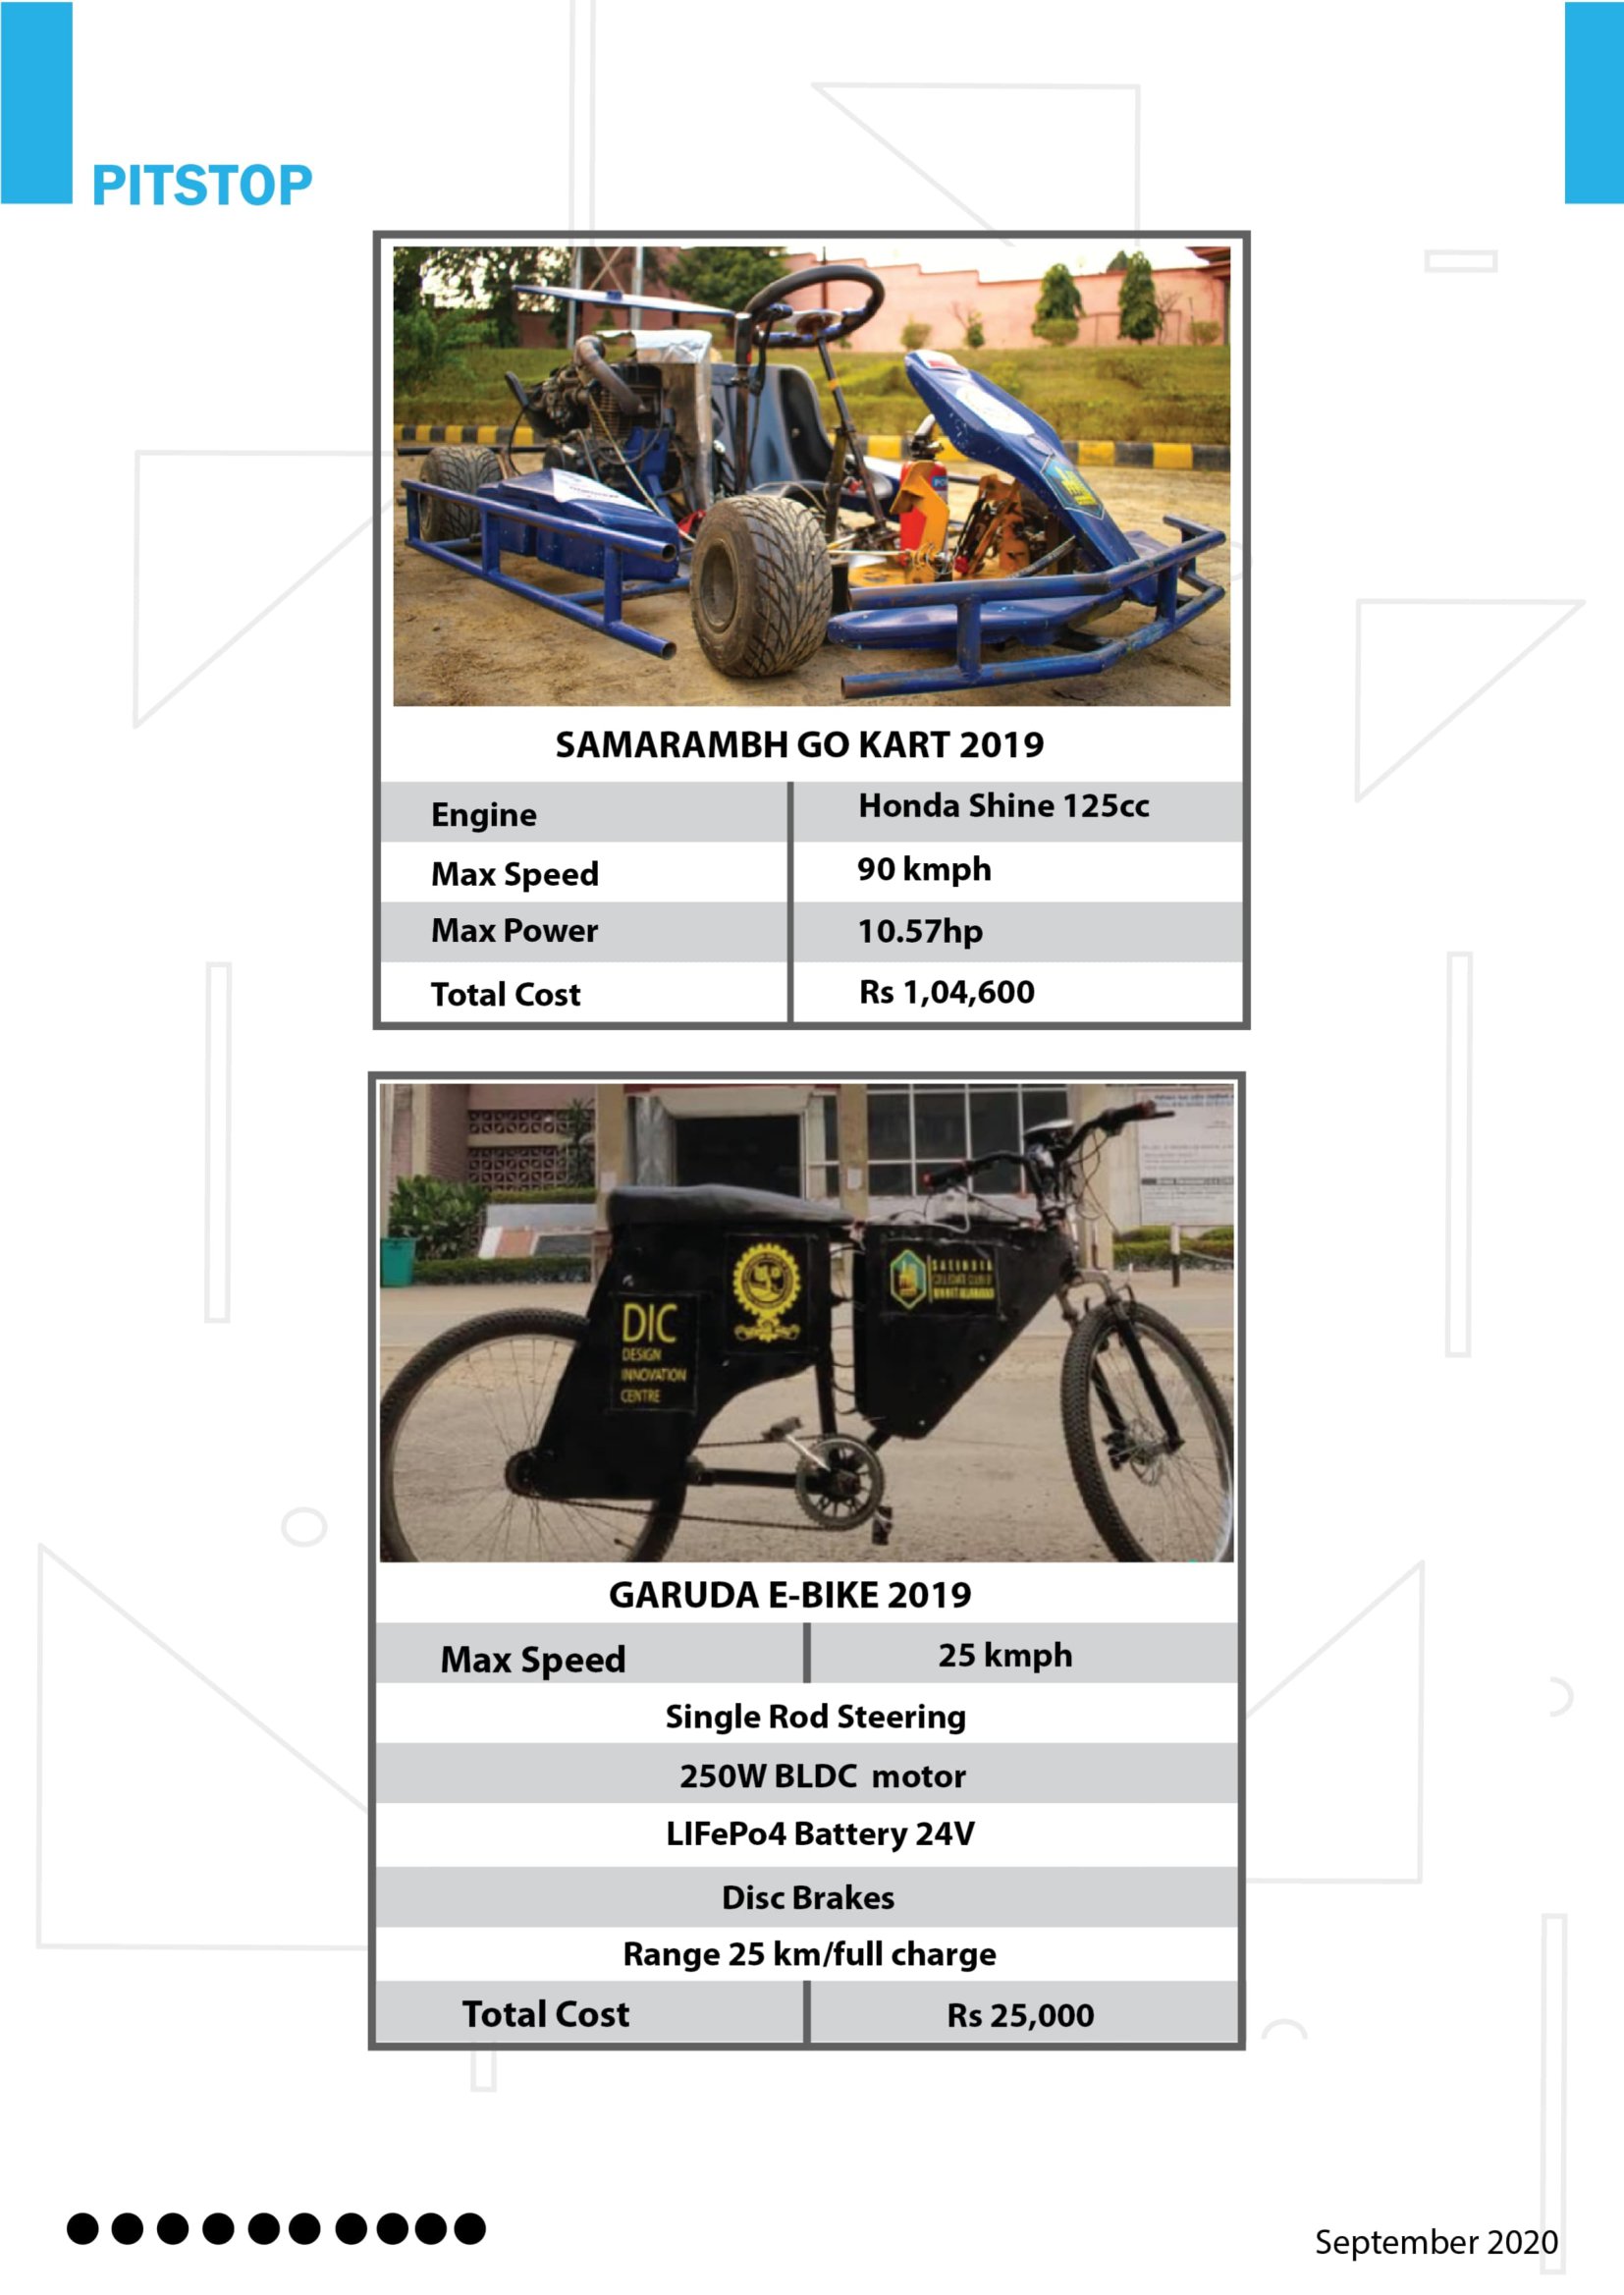 PITSTOP
SAMARAMBH GO KART 2019
Engine Honda Shine 125cc
Max Speed 90 kmph
Max Power 10.57hp
Total Cost Rs 1,04,600
DIC
DESIGN
INNOVATION
CENTRE
SAEINDIA
GARUDA E-BIKE 2019
Max Speed 25 kmph
Single Rod Steering
250W BLDC motor
LIFePo4 Battery 24V
Disc Brakes
Range 25 km/full charge
Total Cost Rs 25,000
September 2020